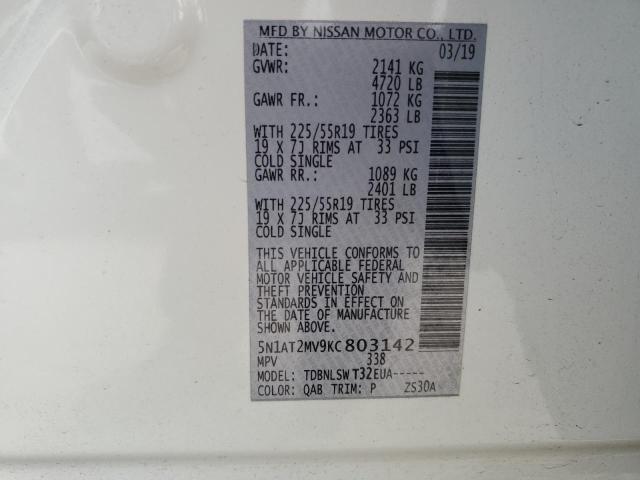 MFD BY NISSAN MOTOR CO., LTD.
DATE: 03/19
GVWR: 2141 KG
4720 LB
GAWR FR.: 1072 KG
2363 LB
WITH 225/55R19 TIRES
19 X 7J RIMS AT 33 PSI
COLD SINGLE
GAWR RR.: 1089 KG
2401 LB
WITH 225/55R19 TIRES
19 X 7J RIMS AT 33 PSI
COLD SINGLE
THIS VEHICLE CONFORMS TO
ALL APPLICABLE FEDERAL
MOTOR VEHICLE SAFETY AND
THEFT PREVENTION
STANDARDS IN EFFECT ON
THE DATE OF MANUFACTURE
SHOWN ABOVE.
5N1AT2MV9KC803142
MPV 338
MODEL: TDBNLSW T32EUA-----
COLOR: QAB TRIM: P ZS30A